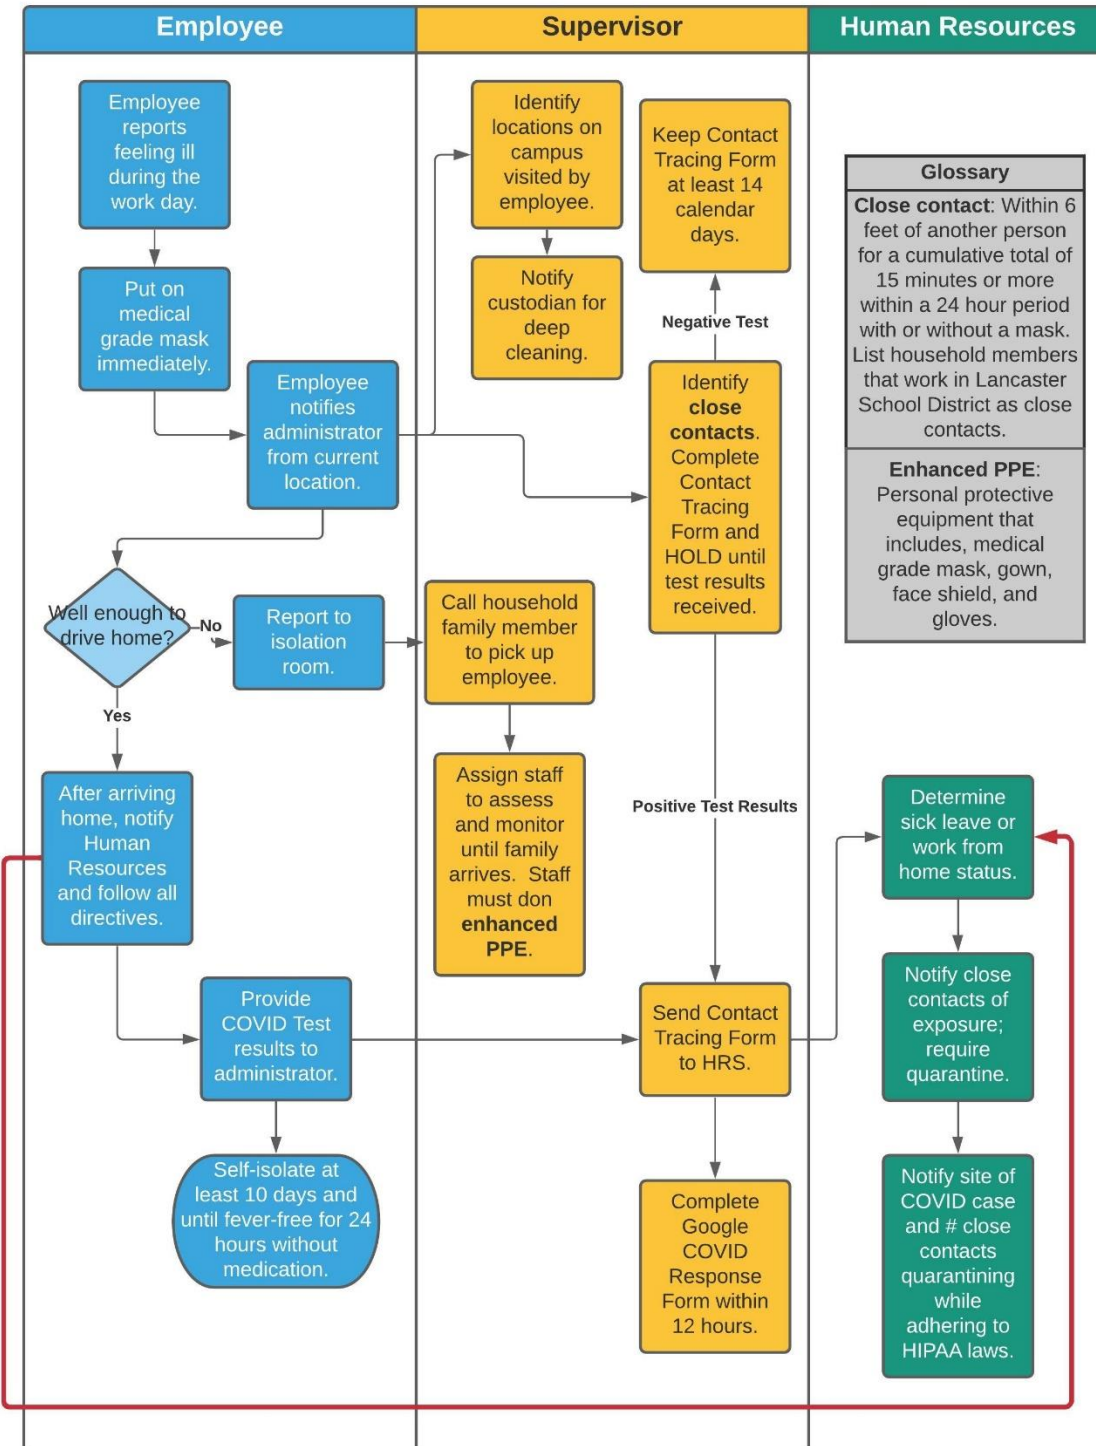 Employee
Supervisor
Human Resources
Employee
reports
feeling ill
during the
work day.
Put on
medical
grade mask
immediately.
Employee
notifies
administrator
from current
location.
Well enough to
drive home?
No
Report to
isolation
room.
Yes
After arriving
home, notify
Human
Resources
and follow all
directives.
Provide
COVID Test
results to
administrator.
Self-isolate at
least 10 days and
until fever-free for 24
hours without
medication.
Identify
locations on
campus
visited by
employee.
Notify
custodian for
deep
cleaning.
Keep Contact
Tracing Form
at least 14
calendar
days.
Negative Test
Identify
close
contacts.
Complete
Contact
Tracing
Form and
HOLD until
test results
received.
Call household
family member
to pick up
employee.
Assign staff
to assess
and monitor
until family
arrives. Staff
must don
enhanced
PPE.
Positive Test Results
Send Contact
Tracing Form
to HRS.
Complete
Google
COVID
Response
Form within
12 hours.
Glossary
Close contact: Within 6
feet of another person
for a cumulative total of
15 minutes or more
within a 24 hour period
with or without a mask.
List household members
that work in Lancaster
School District as close
contacts.
Enhanced PPE:
Personal protective
equipment that
includes, medical
grade mask, gown,
face shield, and
gloves.
Determine
sick leave or
work from
home status.
Notify close
contacts of
exposure;
require
quarantine.
Notify site of
COVID case
and # close
contacts
quarantining
while
adhering to
HIPAA laws.